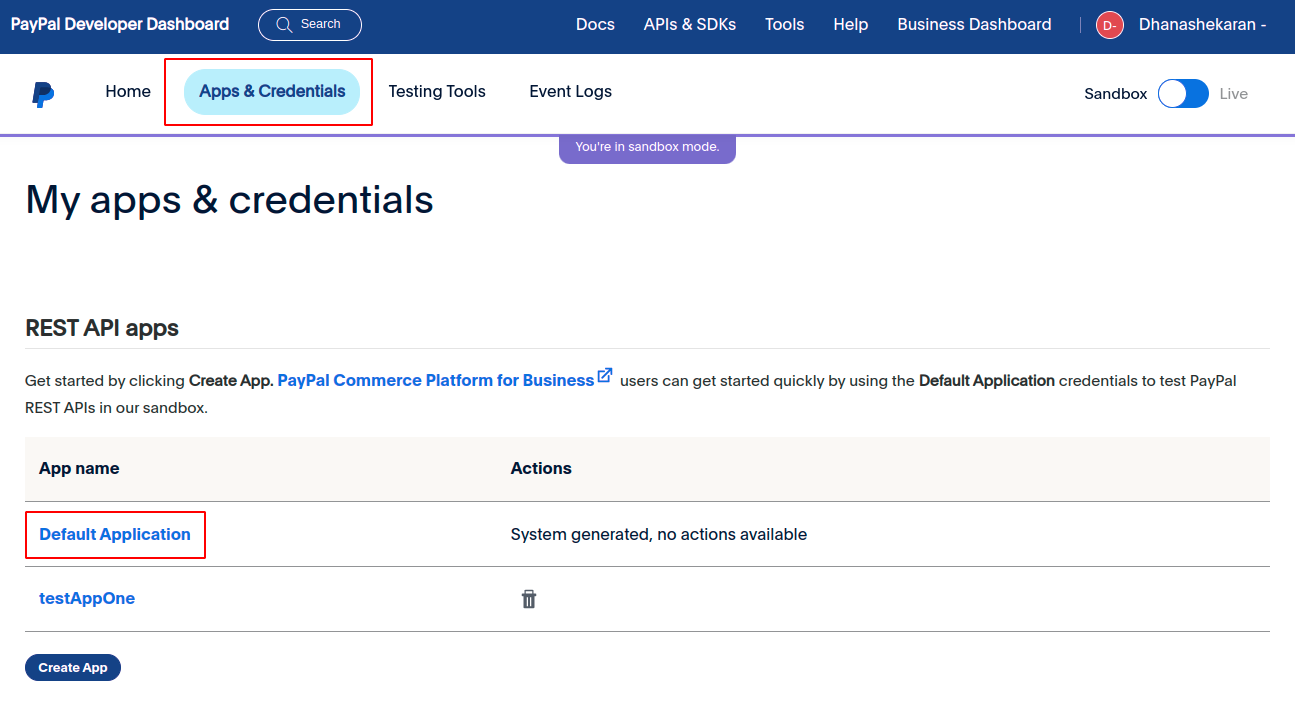 PayPal Developer Dashboard Search Docs APIs & SDKs Tools Help Business Dashboard D- Dhanashekaran -
Home Apps & Credentials Testing Tools Event Logs Sandbox Live
You're in sandbox mode.
My apps & credentials
REST API apps
Get started by clicking Create App. PayPal Commerce Platform for Business users can get started quickly by using the Default Application credentials to test PayPal
REST APIs in our sandbox.
App name Actions
Default Application System generated, no actions available
testAppOne
Create App